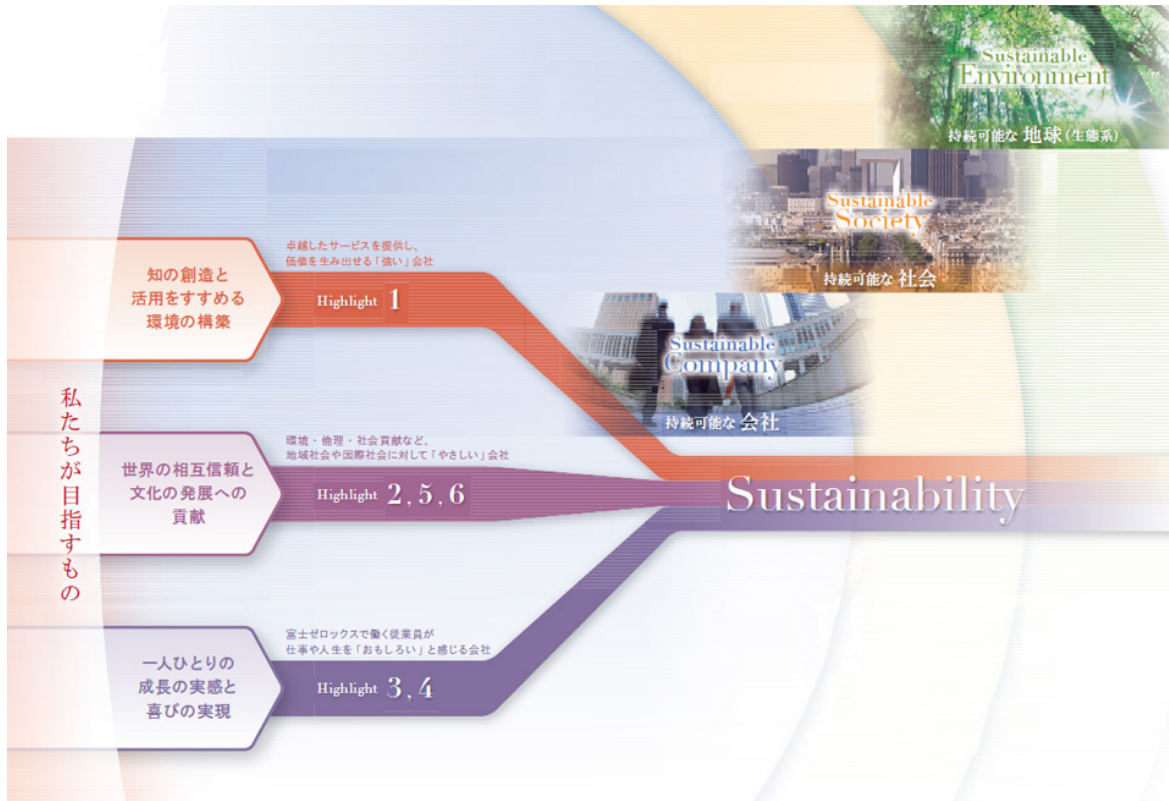 Sustainable
Environment
持続可能な 地球(生態系)
Sustainable
Society
持続可能な 社会
Sustainable
Company
持続可能な 会社
私たちが目指すもの
知の創造と
活用をすすめる
環境の構築
卓越したサービスを提供し、
価値を生み出せる「強い」会社
Highlight 1
世界の相互信頼と
文化の発展への
貢献
環境・倫理・社会貢献など、
地域社会や国際社会に対して「やさしい」会社
Highlight 2,5,6
一人ひとりの
成長の実感と
喜びの実現
富士ゼロックスで働く従業員が
仕事や人生を「おもしろい」と感じる会社
Highlight 3,4
Sustainability